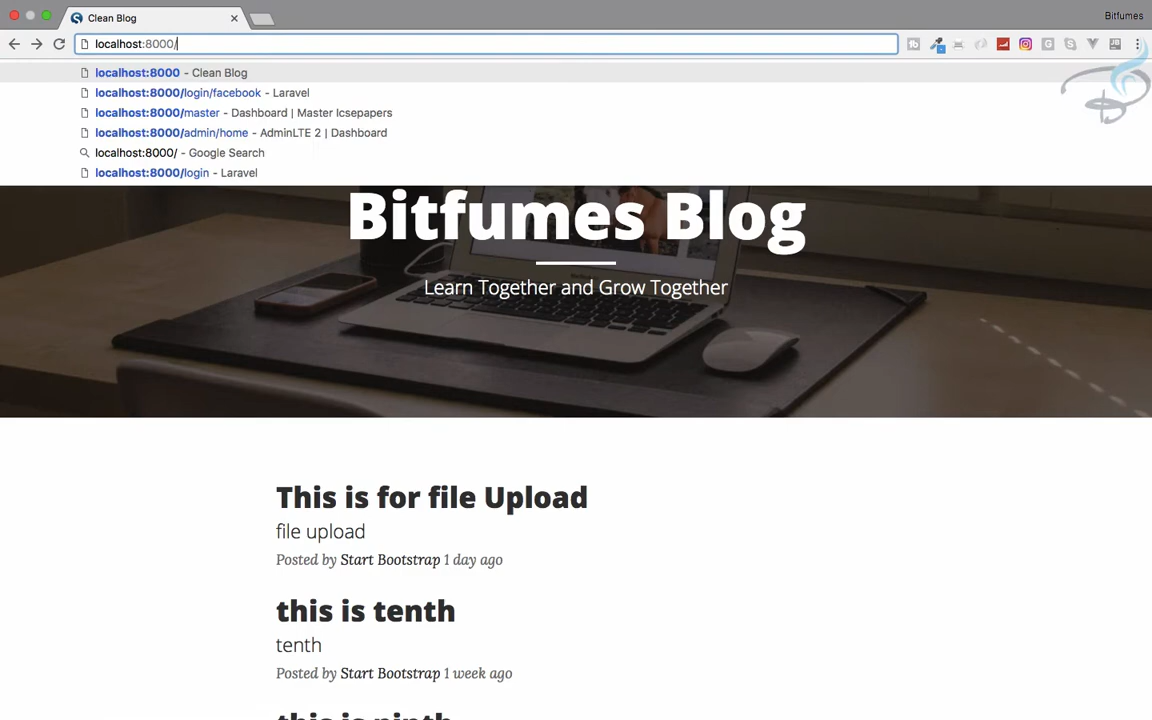 Clean Blog
Bitfumes
localhost:8000/
localhost:8000 - Clean Blog
localhost:8000/login/facebook - Laravel
localhost:8000/master - Dashboard | Master Icsepapers
localhost:8000/admin/home - AdminLTE 2 | Dashboard
localhost:8000/ - Google Search
localhost:8000/login - Laravel
Bitfumes Blog
Learn Together and Grow Together
This is for file Upload
file upload
Posted by Start Bootstrap 1 day ago
this is tenth
tenth
Posted by Start Bootstrap 1 week ago
this is ninth